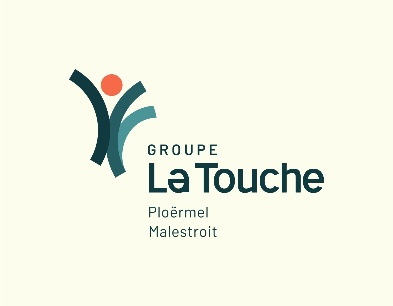 GROUPE
La Touche
Ploërmel
Malestroit